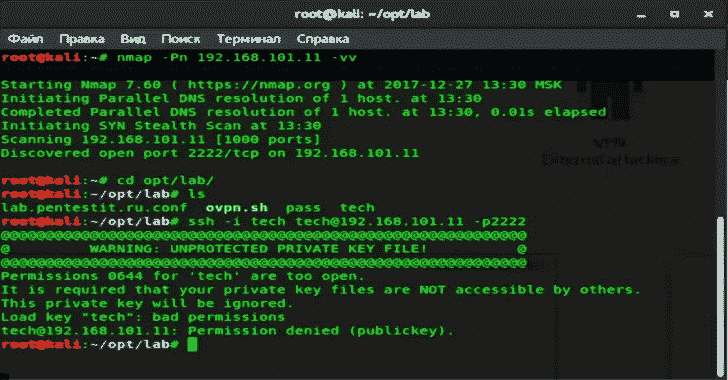 root@kali: ~/opt/lab
Файл Правка Вид Поиск Терминал Справка
root@kali:~# nmap -Pn 192.168.101.11 -vv
Starting Nmap 7.60 ( https://nmap.org ) at 2017-12-27 13:30 MSK
Initiating Parallel DNS resolution of 1 host. at 13:30
Completed Parallel DNS resolution of 1 host. at 13:30, 0.01s elapsed
Initiating SYN Stealth Scan at 13:30
Scanning 192.168.101.11 [1000 ports]
Discovered open port 2222/tcp on 192.168.101.11
VPN
External attackers
root@kali:~# cd opt/lab/
root@kali:~/opt/lab# ls
lab.pentestit.ru.conf ovpn.sh pass tech
root@kali:~/opt/lab# ssh -i tech tech@192.168.101.11 -p2222
@@@@@@@@@@@@@@@@@@@@@@@@@@@@@@@@@@@@@@@@@@@@@@@@@@@@@@@@@@@
@ WARNING: UNPROTECTED PRIVATE KEY FILE! @
@@@@@@@@@@@@@@@@@@@@@@@@@@@@@@@@@@@@@@@@@@@@@@@@@@@@@@@@@@@
Permissions 0644 for 'tech' are too open.
It is required that your private key files are NOT accessible by others.
This private key will be ignored.
Load key "tech": bad permissions
tech@192.168.101.11: Permission denied (publickey).
root@kali:~/opt/lab#